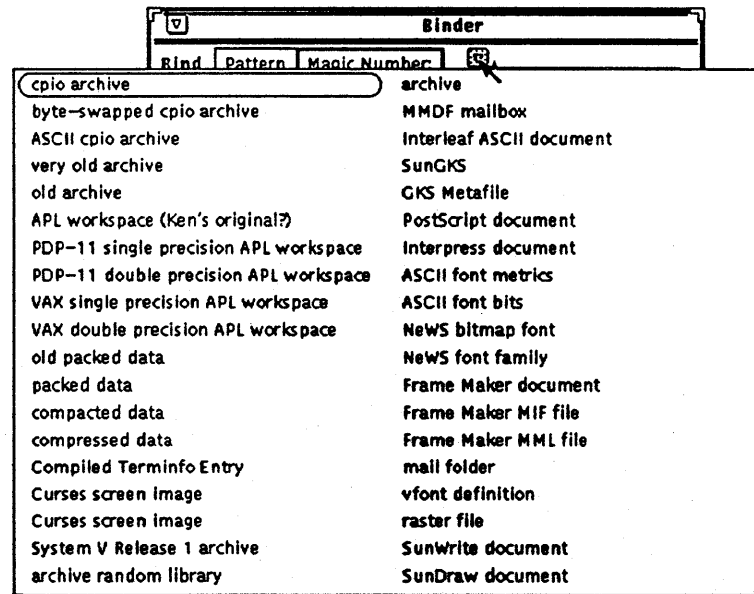 Binder
Bind Pattern Magic Number
cpio archive
byte-swapped cpio archive
ASCII cpio archive
very old archive
old archive
APL workspace (Ken's original?)
PDP-11 single precision APL workspace
PDP-11 double precision APL workspace
VAX single precision APL workspace
VAX double precision APL workspace
old packed data
packed data
compacted data
compressed data
Compiled Terminfo Entry
Curses screen image
Curses screen image
System V Release 1 archive
archive random library
archive
MMDF mailbox
Interleaf ASCII document
SunGKS
GKS Metafile
PostScript document
Interpress document
ASCII font metrics
ASCII font bits
NeWS bitmap font
NeWS font family
Frame Maker document
Frame Maker MIF file
Frame Maker MML file
mail folder
vfont definition
raster file
SunWrite document
SunDraw document